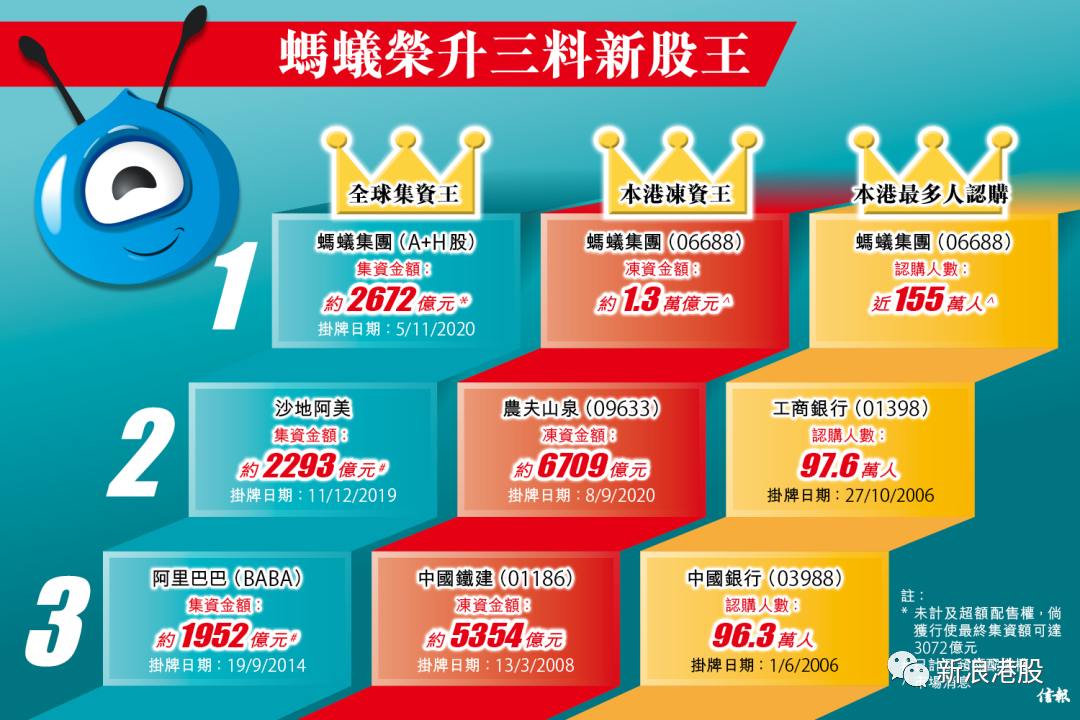 螞蟻榮升三料新股王
全球集資王
本港凍資王
本港最多人認購
1
螞蟻集團(A+H股)
集資金額：
約2672億元*
掛牌日期：5/11/2020
螞蟻集團(06688)
凍資金額：
約1.3萬億元^
螞蟻集團(06688)
認購人數：
近155萬人^
2
沙地阿美
集資金額：
約2293億元#
掛牌日期：11/12/2019
農夫山泉(09633)
凍資金額：
約6709億元
掛牌日期：8/9/2020
工商銀行(01398)
認購人數：
97.6萬人
掛牌日期：27/10/2006
3
阿里巴巴(BABA)
集資金額：
約1952億元#
掛牌日期：19/9/2014
中國鐵建(01186)
凍資金額：
約5354億元
掛牌日期：13/3/2008
中國銀行(03988)
認購人數：
96.3萬人
掛牌日期：1/6/2006
註：
* 未計及超額配售權，倘
獲行使最終集資額可達
3072億元
市場消息
新浪港股
信報